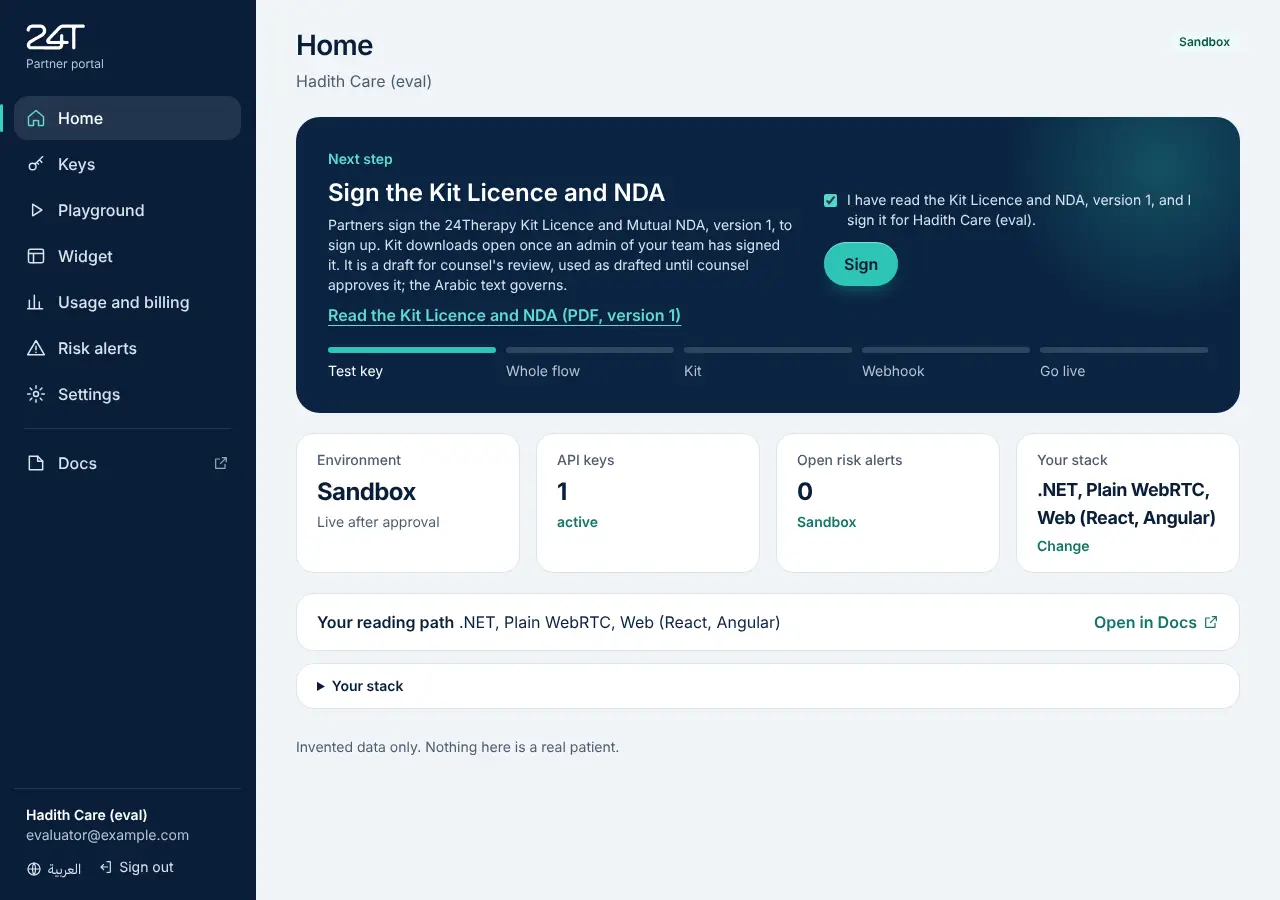 24T
Partner portal
Home
Keys
Playground
Widget
Usage and billing
Risk alerts
Settings
Docs
Hadith Care (eval)
evaluator@example.com
العربية
Sign out
Home
Hadith Care (eval)
Sandbox
Next step
Sign the Kit Licence and NDA
Partners sign the 24Therapy Kit Licence and Mutual NDA, version 1, to
sign up. Kit downloads open once an admin of your team has signed
it. It is a draft for counsel's review, used as drafted until counsel
approves it; the Arabic text governs.
Read the Kit Licence and NDA (PDF, version 1)
I have read the Kit Licence and NDA, version 1, and I
sign it for Hadith Care (eval).
Sign
Test key
Whole flow
Kit
Webhook
Go live
Environment
Sandbox
Live after approval
API keys
1
active
Open risk alerts
0
Sandbox
Your stack
.NET, Plain WebRTC,
Web (React, Angular)
Change
Your reading path .NET, Plain WebRTC, Web (React, Angular)
Open in Docs
Your stack
Invented data only. Nothing here is a real patient.